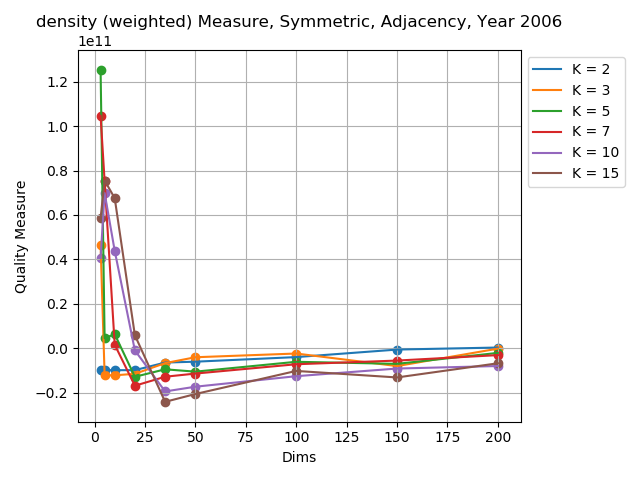 density (weighted) Measure, Symmetric, Adjacency, Year 2006
1e11
1.2
1.0
0.8
0.6
0.4
0.2
0.0
−0.2
Quality Measure
0 25 50 75 100 125 150 175 200
Dims
K = 2
K = 3
K = 5
K = 7
K = 10
K = 15